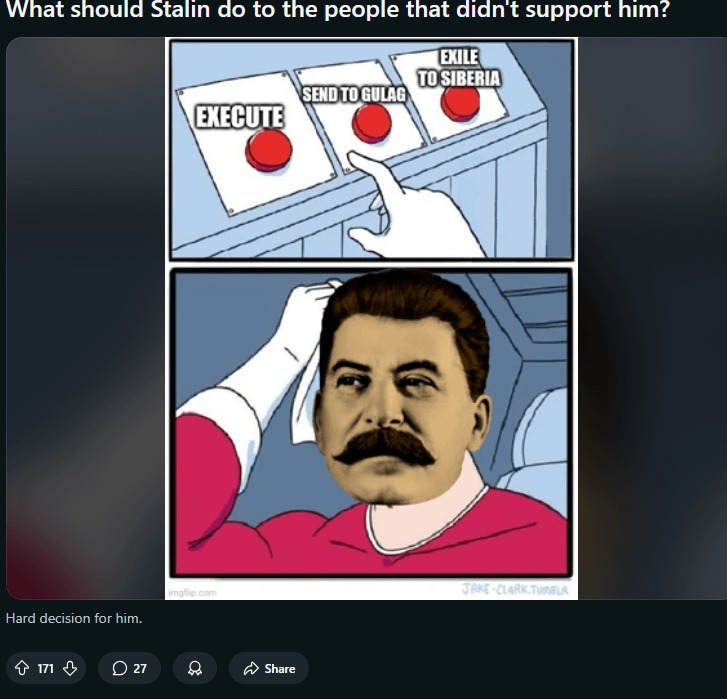 What should Stalin do to the people that didn't support him?
EXECUTE
SEND TO GULAG
EXILE
TO SIBERIA
imgflip.com
JAKE-CLARK.TUMBLR
Hard decision for him.
171
27
Share